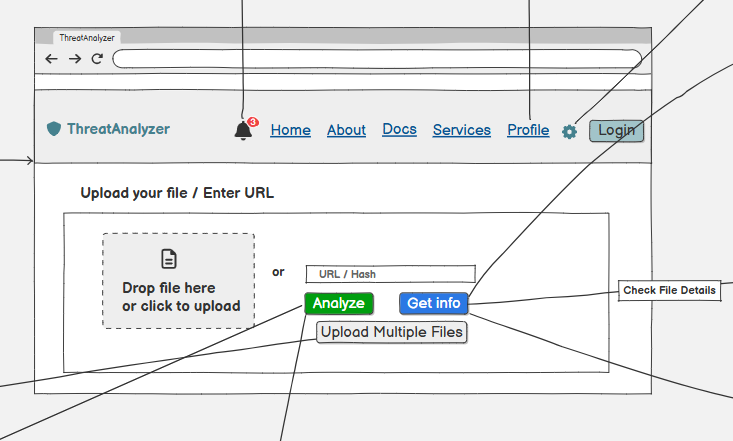 ThreatAnalyzer
ThreatAnalyzer
3
Home About Docs Services Profile Login
Upload your file / Enter URL
Drop file here
or click to upload
or
URL / Hash
Analyze Get info
Upload Multiple Files
Check File Details